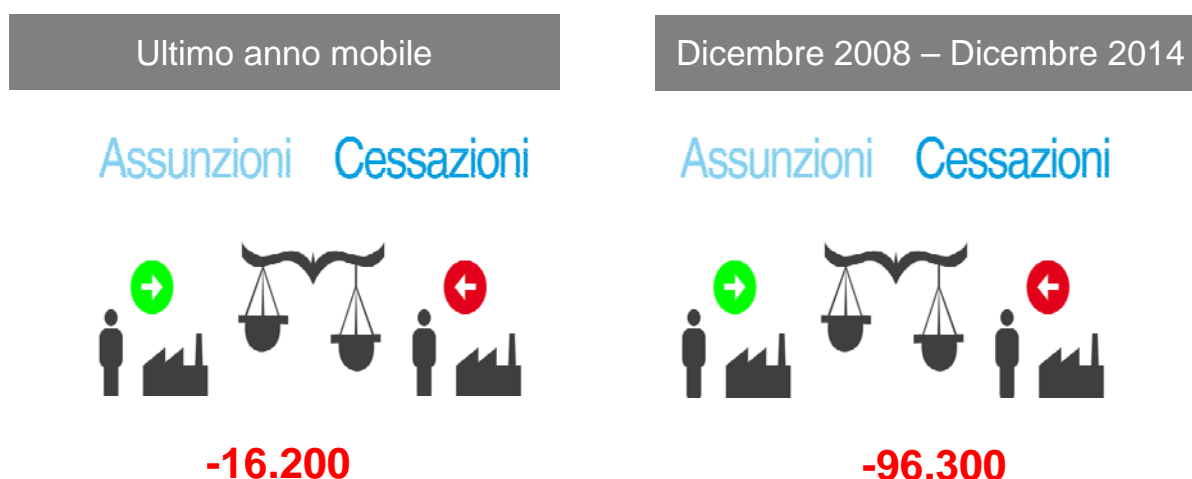 Ultimo anno mobile
Assunzioni Cessazioni
-16.200
Dicembre 2008 – Dicembre 2014
Assunzioni Cessazioni
-96.300